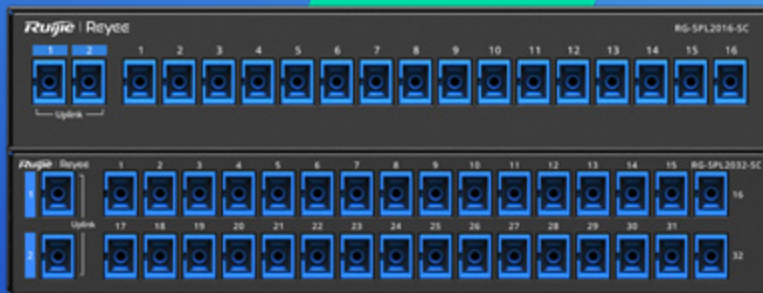 Ruijie | Reyee RG-SPL2016-SC
1 2 1 2 3 4 5 6 7 8 9 10 11 12 13 14 15 16
Uplink
Ruijie | Reyee 1 2 3 4 5 6 7 8 9 10 11 12 13 14 15 RG-SPL2032-SC
1 16
Uplink 17 18 19 20 21 22 23 24 25 26 27 28 29 30 31
2 32